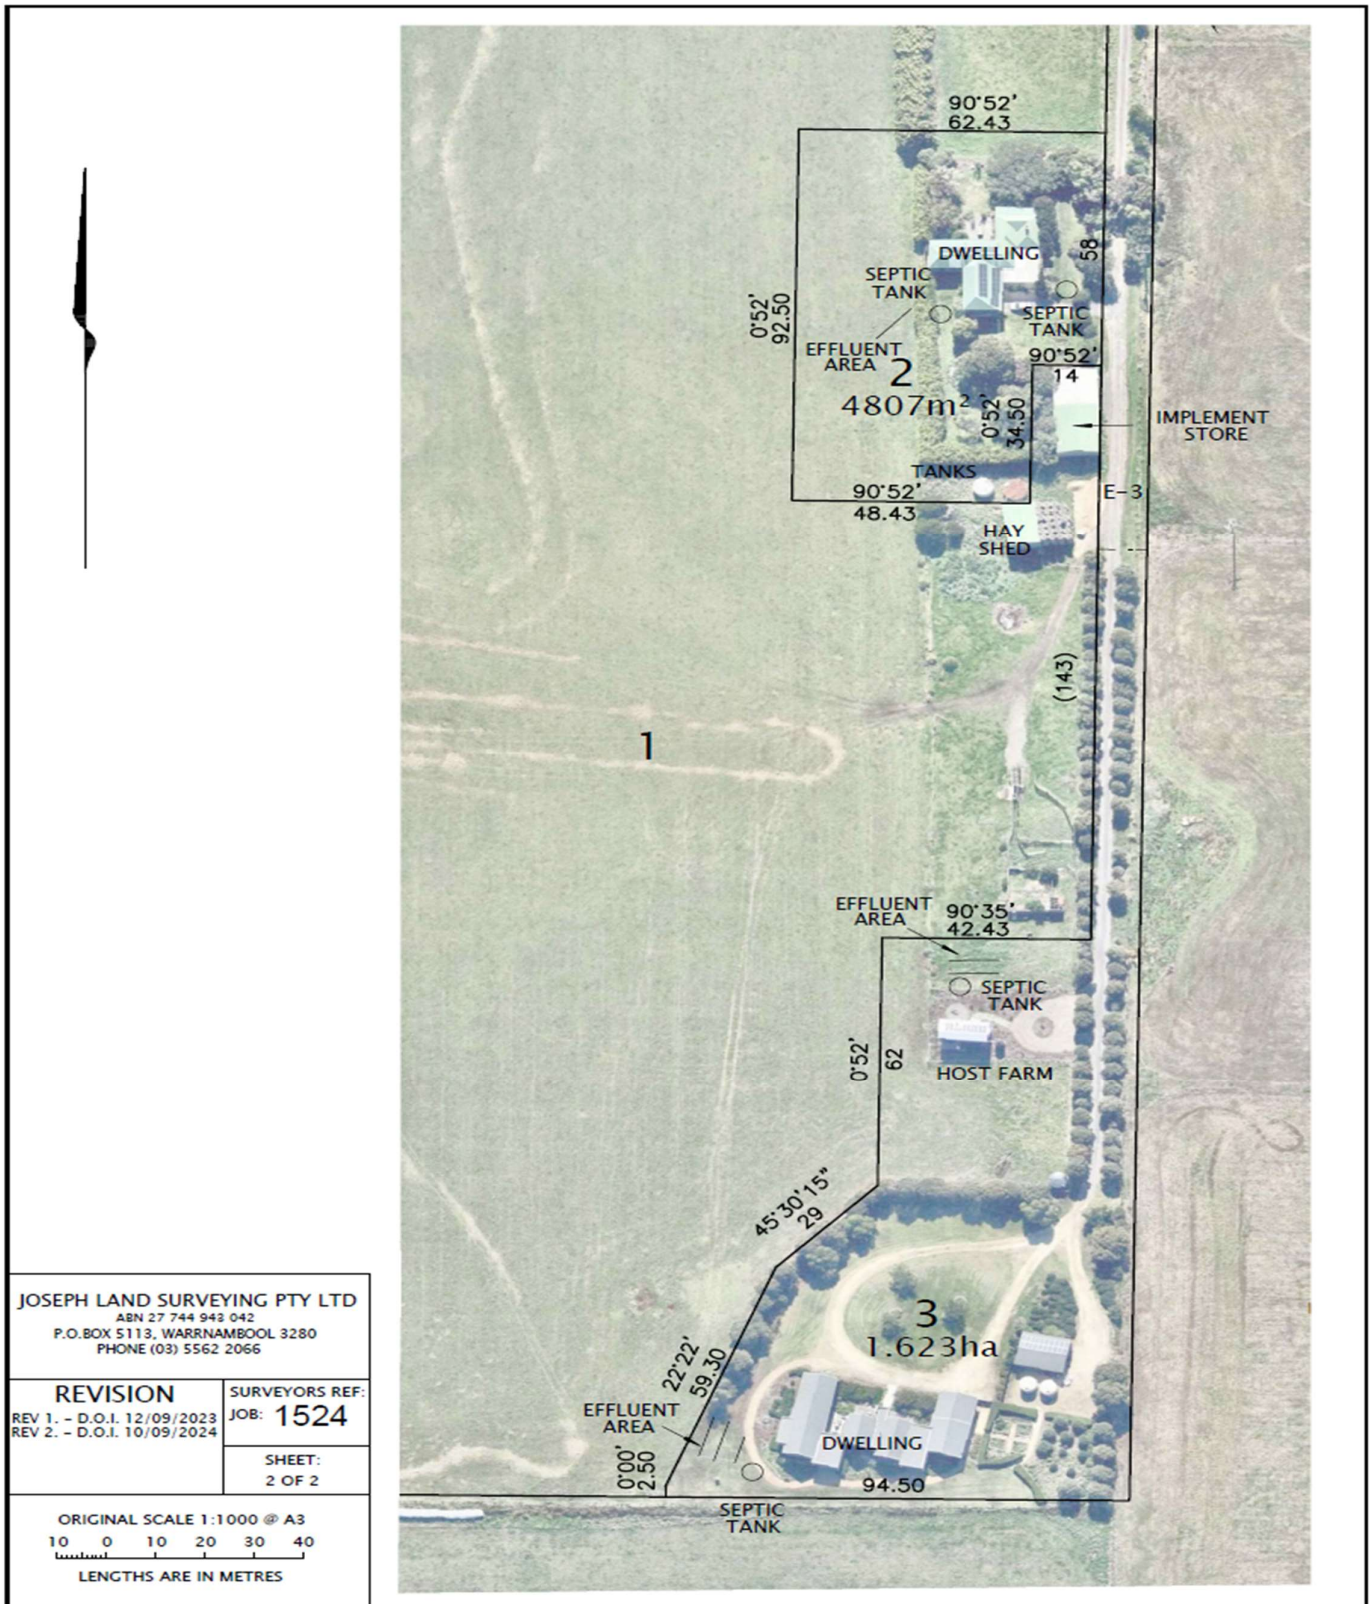 90°52'
62.43
DWELLING
58
SEPTIC
TANK
SEPTIC
TANK
0°52'
92.50
EFFLUENT
AREA
90°52'
14
2
4807m²
0°52'
34.50
IMPLEMENT
STORE
TANKS
90°52'
48.43
E-3
HAY
SHED
(143)
1
EFFLUENT
AREA
90°35'
42.43
SEPTIC
TANK
0°52'
62
HOST FARM
45°30'15"
29
3
1.623ha
22°22'
59.30
EFFLUENT
AREA
DWELLING
0°00'
2.50
94.50
SEPTIC
TANK
JOSEPH LAND SURVEYING PTY LTD
ABN 27 744 943 042
P.O.BOX 5113, WARRNAMBOOL 3280
PHONE (03) 5562 2066
REVISION
REV 1. - D.O.I. 12/09/2023
REV 2. - D.O.I. 10/09/2024
SURVEYORS REF:
JOB: 1524
SHEET:
2 OF 2
ORIGINAL SCALE 1:1000 @ A3
10 0 10 20 30 40
LENGTHS ARE IN METRES